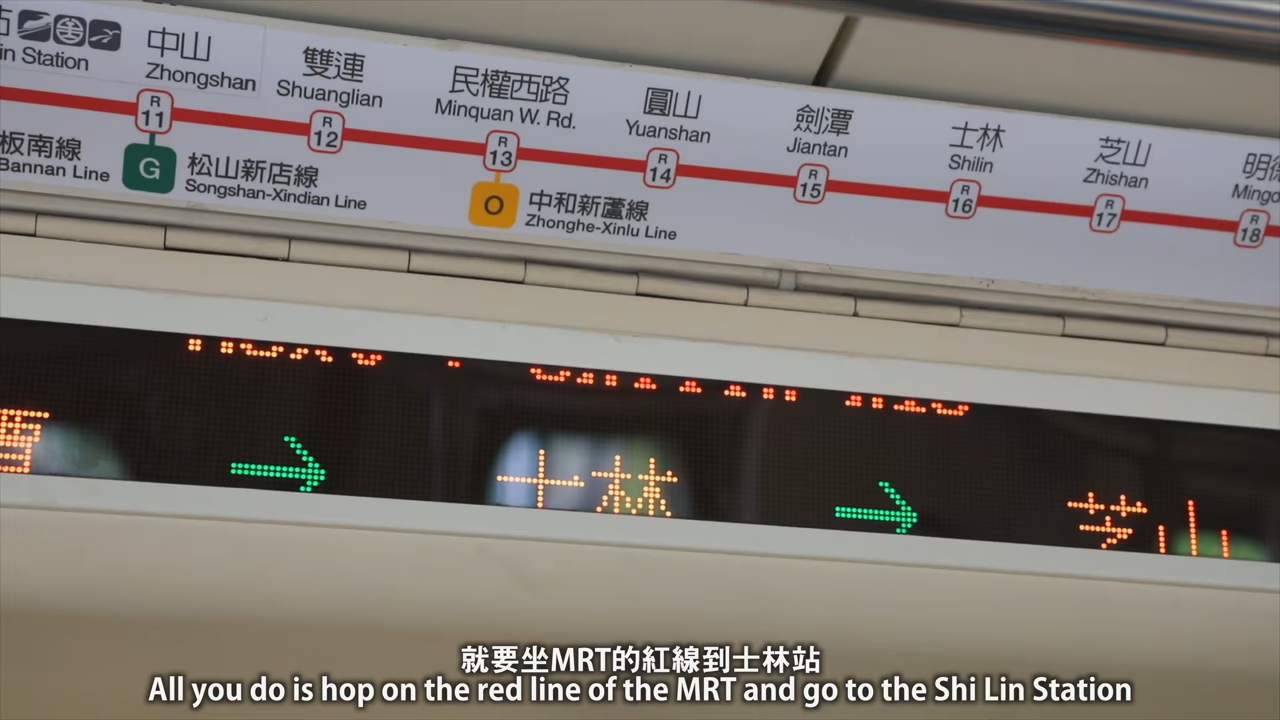 站
in Station
中山
Zhongshan
雙連
Shuanglian
民權西路
Minquan W. Rd.
圓山
Yuanshan
劍潭
Jiantan
士林
Shilin
芝山
Zhishan
R 11
R 12
R 13
R 14
R 15
R 16
R 17
R 18
板南線
Bannan Line
G
松山新店線
Songshan-Xindian Line
O
中和新蘆線
Zhonghe-Xinlu Line
→ 士林 → 芝山
就要坐MRT的紅線到士林站
All you do is hop on the red line of the MRT and go to the Shi Lin Station